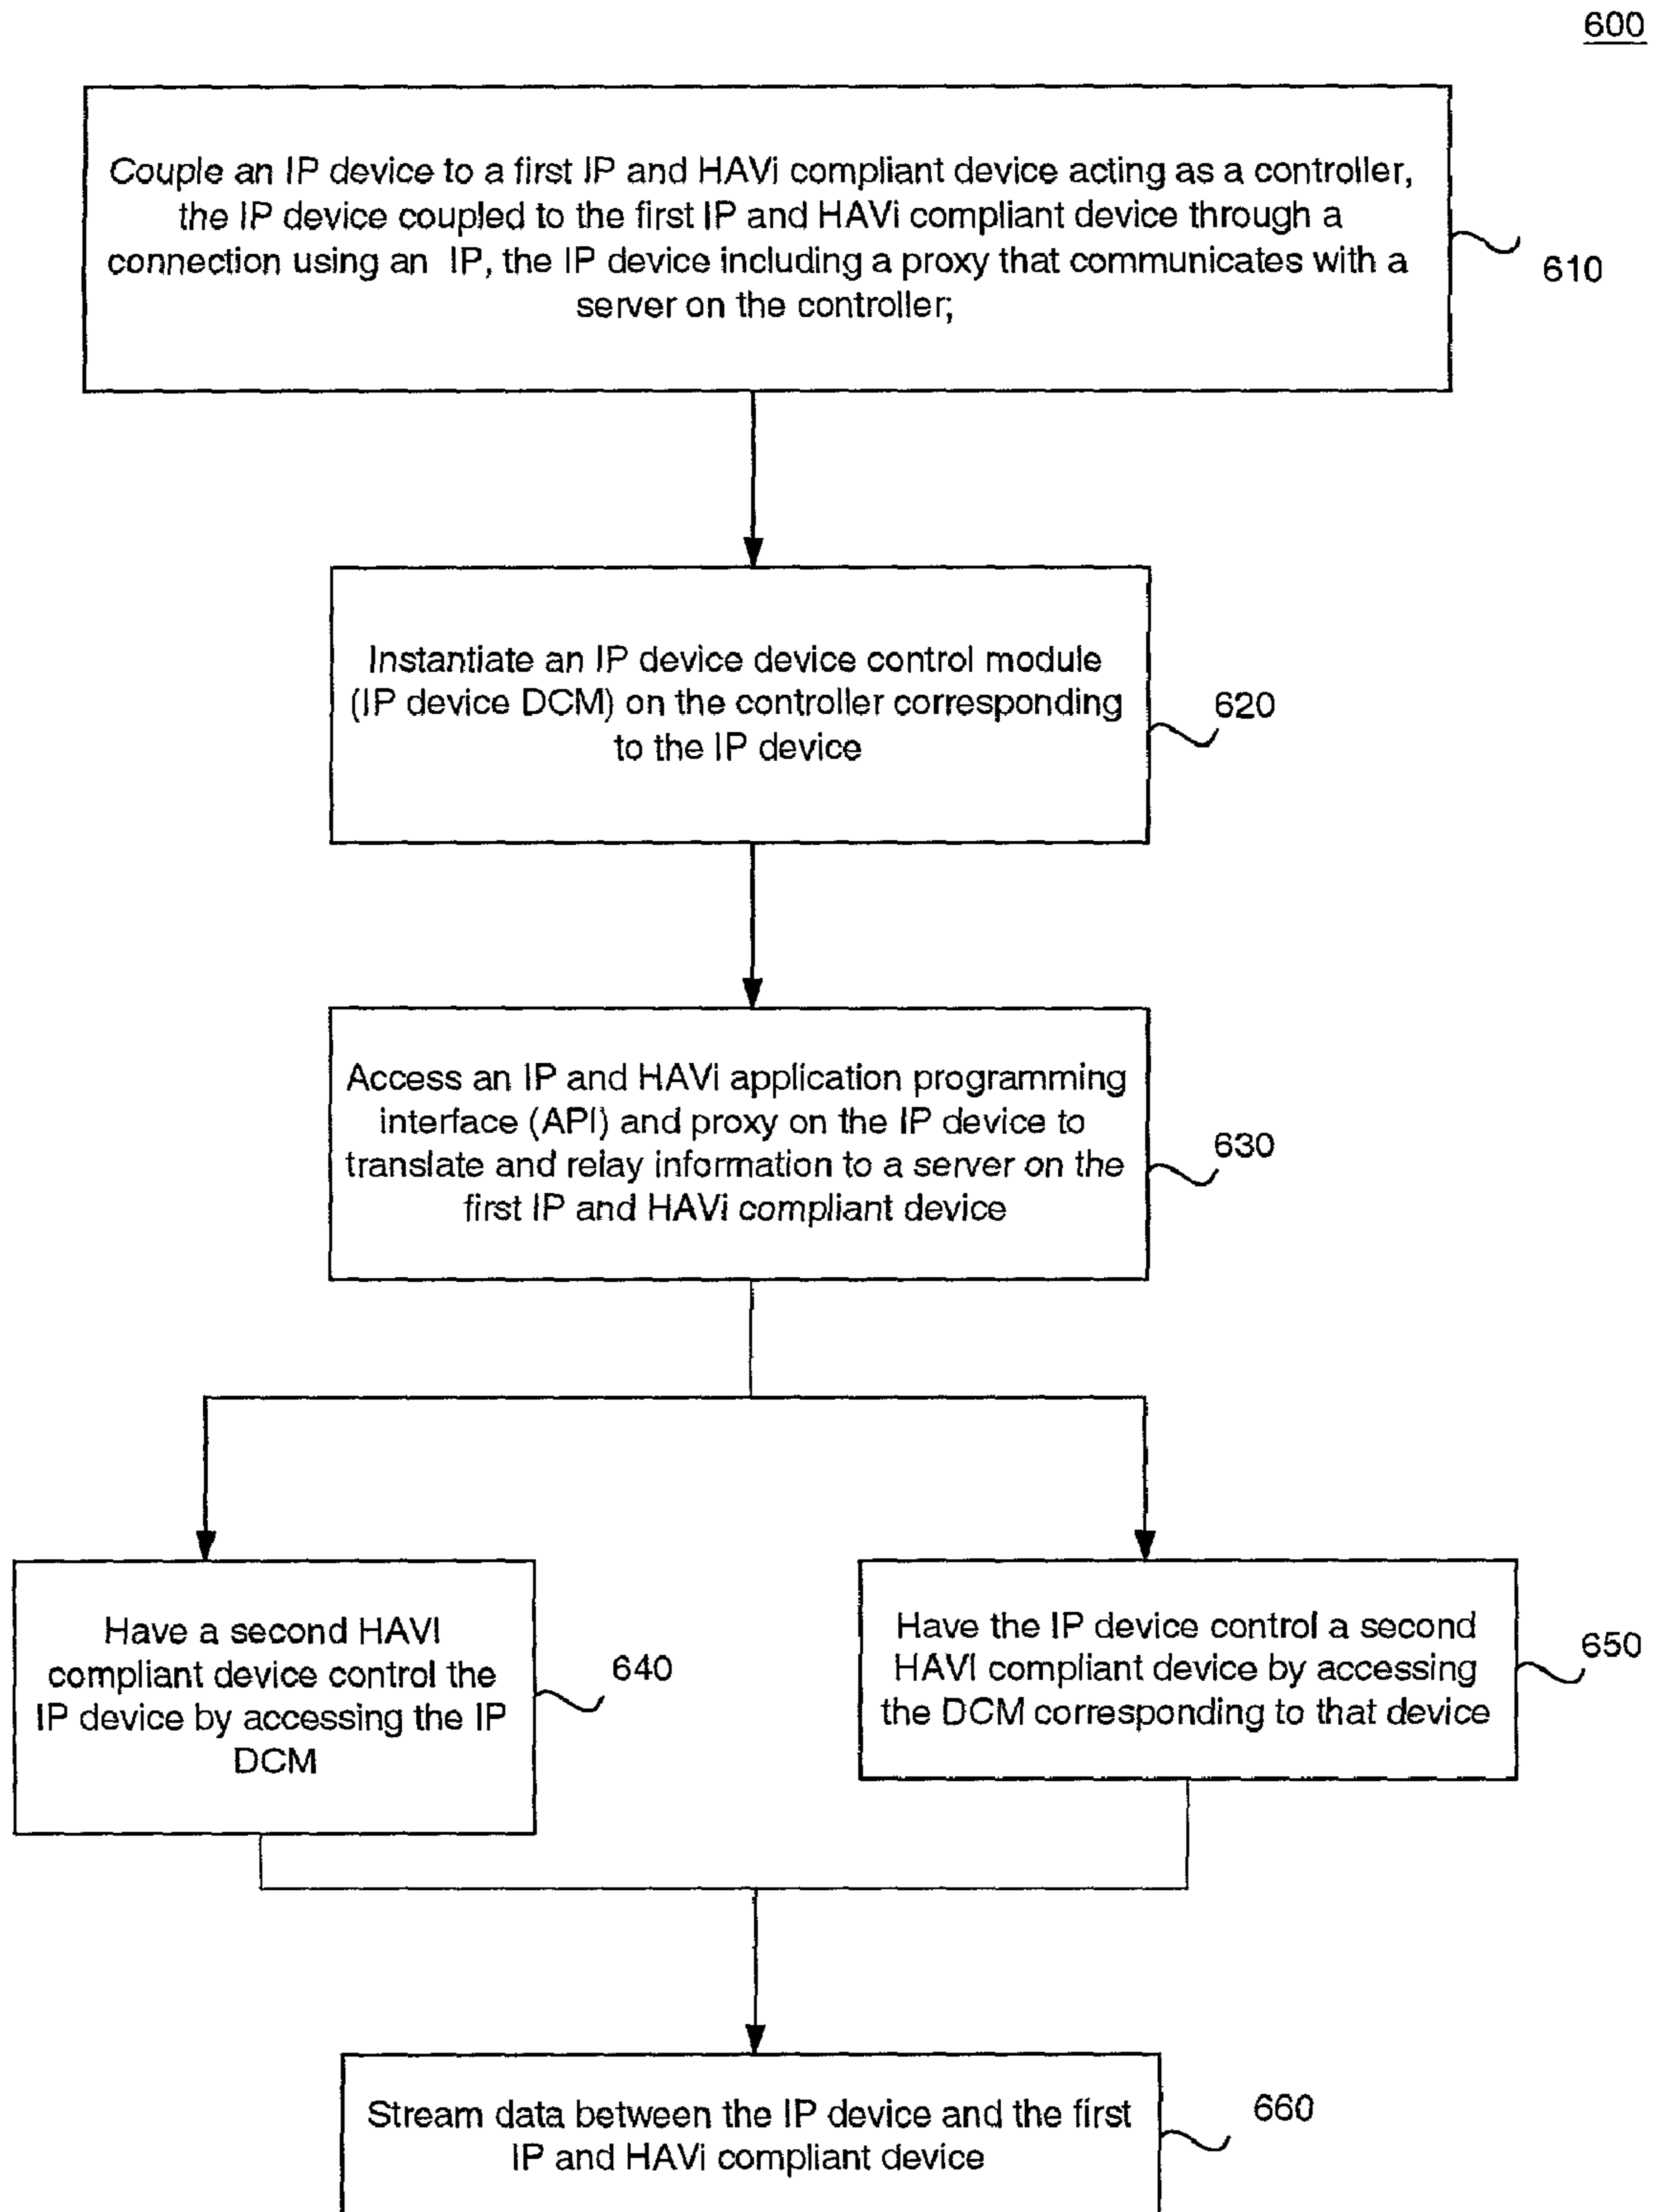 600
Couple an IP device to a first IP and HAVi compliant device acting as a controller,
the IP device coupled to the first IP and HAVi compliant device through a
connection using an IP, the IP device including a proxy that communicates with a
server on the controller;
610
Instantiate an IP device device control module
(IP device DCM) on the controller corresponding
to the IP device
620
Access an IP and HAVi application programming
interface (API) and proxy on the IP device to
translate and relay information to a server on the
first IP and HAVi compliant device
630
Have a second HAVI
compliant device control the
IP device by accessing the IP
DCM
640
Have the IP device control a second
HAVI compliant device by accessing
the DCM corresponding to that device
650
Stream data between the IP device and the first
IP and HAVi compliant device
660